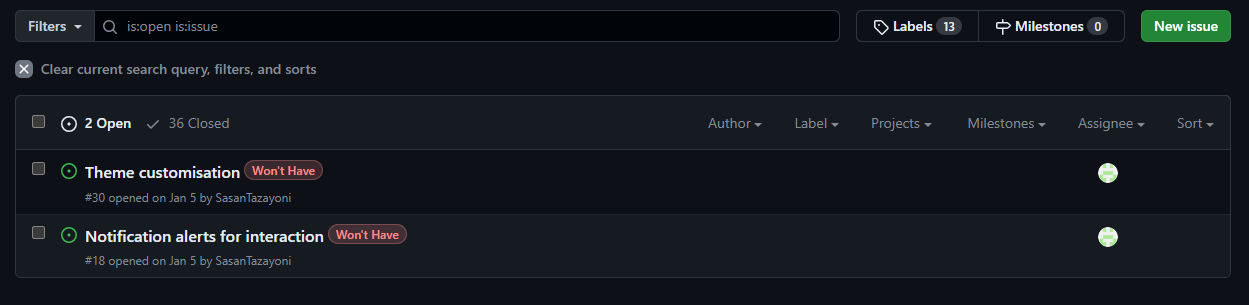 Filters is:open is:issue Labels 13 Milestones 0 New issue
Clear current search query, filters, and sorts
2 Open 36 Closed Author Label Projects Milestones Assignee Sort
Theme customisation Won't Have
#30 opened on Jan 5 by SasanTazayoni
Notification alerts for interaction Won't Have
#18 opened on Jan 5 by SasanTazayoni